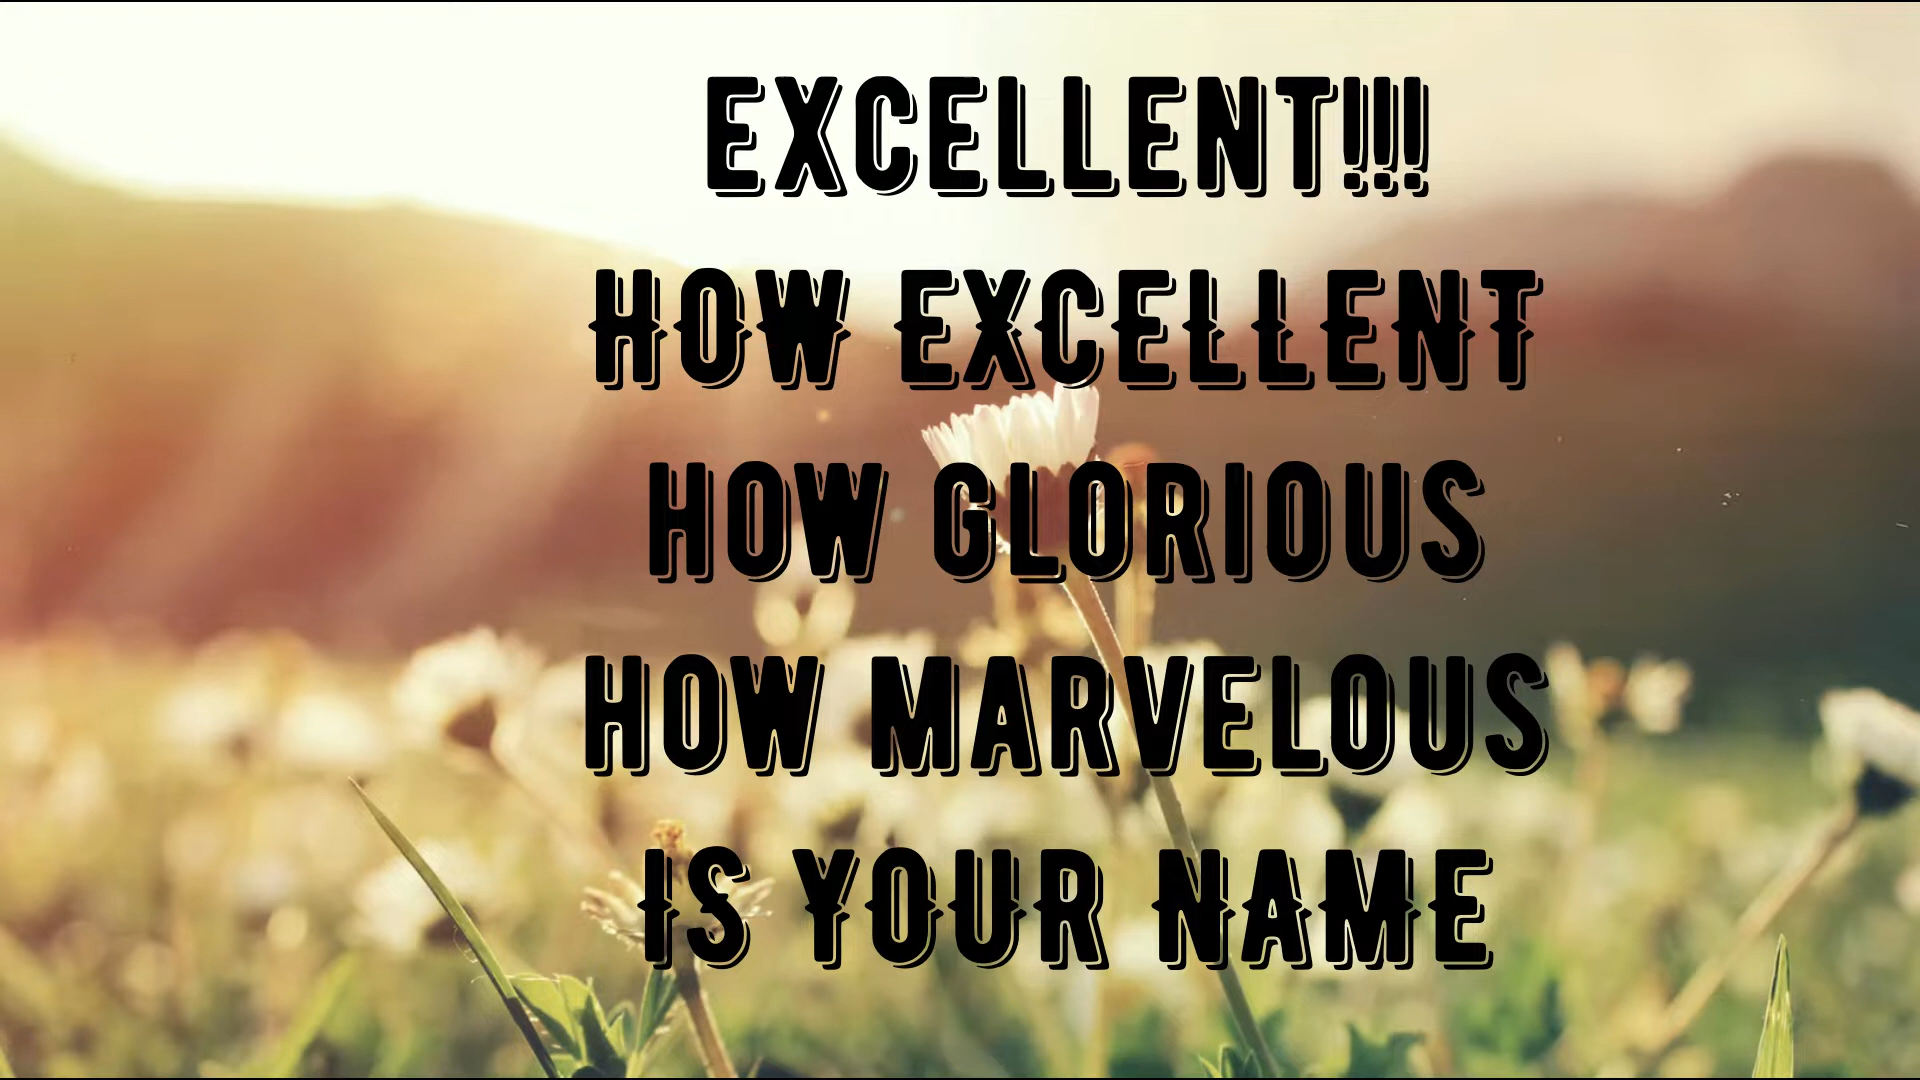 EXCELLENT!!!
HOW EXCELLENT
HOW GLORIOUS
HOW MARVELOUS
IS YOUR NAME